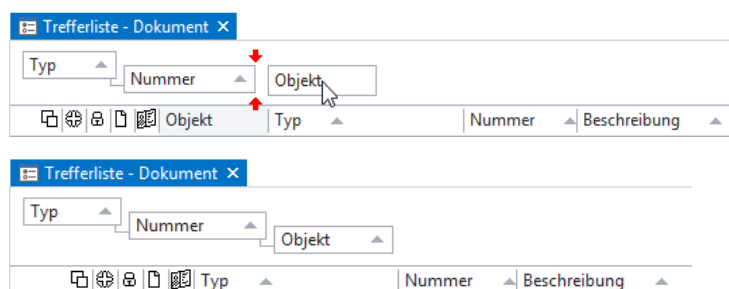 Trefferliste - Dokument
Typ
Nummer
Objekt
Objekt Typ Nummer Beschreibung
Trefferliste - Dokument
Typ
Nummer
Objekt
Typ Nummer Beschreibung